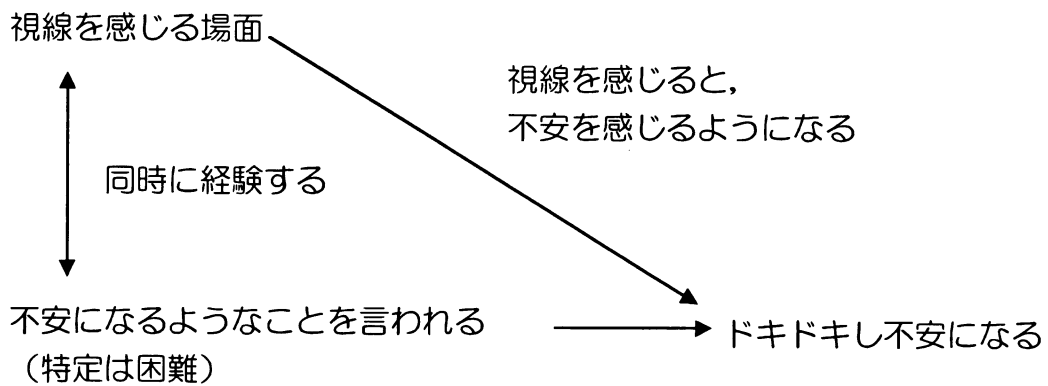 視線を感じる場面
視線を感じると，
不安を感じるようになる
同時に経験する
不安になるようなことを言われる
（特定は困難）
ドキドキし不安になる